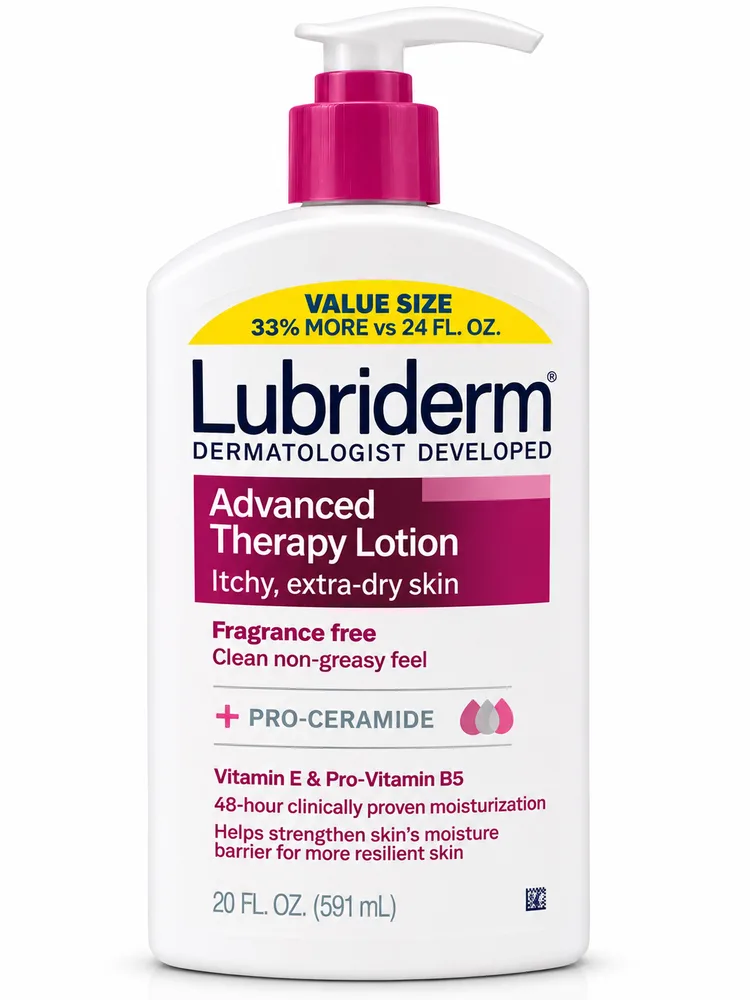 VALUE SIZE
33% MORE vs 24 FL. OZ.
Lubriderm®
DERMATOLOGIST DEVELOPED
Advanced
Therapy Lotion
Itchy, extra-dry skin
Fragrance free
Clean non-greasy feel
+ PRO-CERAMIDE
Vitamin E & Pro-Vitamin B5
48-hour clinically proven moisturization
Helps strengthen skin's moisture
barrier for more resilient skin
20 FL. OZ. (591 mL)